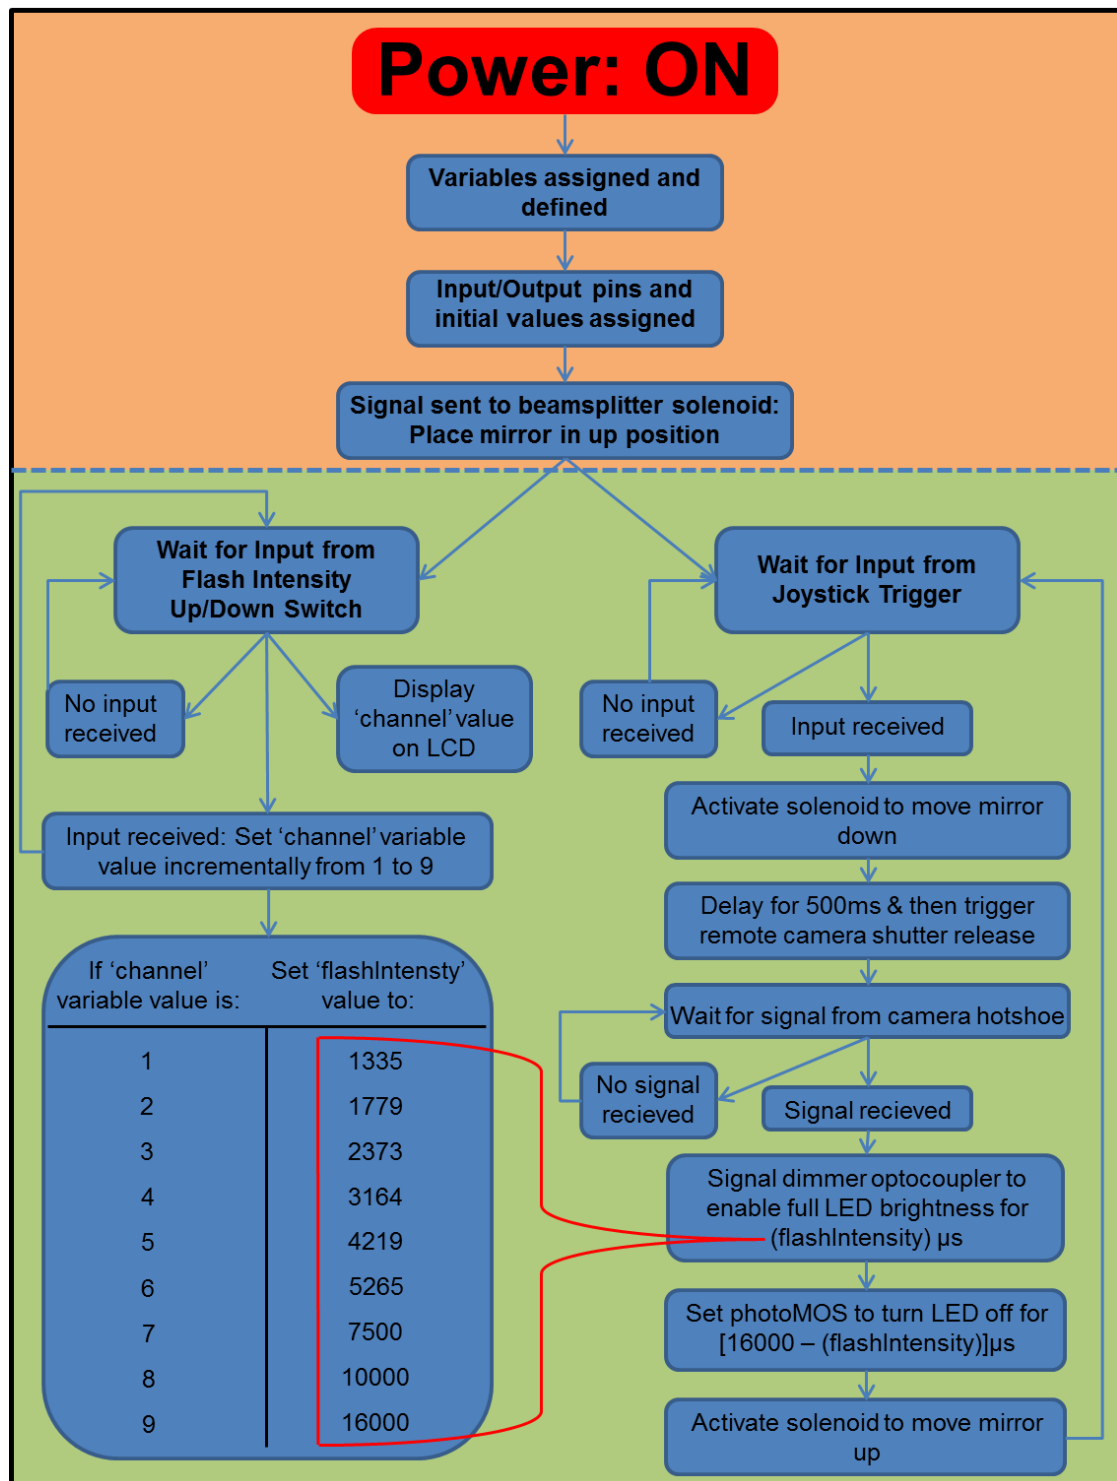 Power: ON
Variables assigned and
defined
Input/Output pins and
initial values assigned
Signal sent to beamsplitter solenoid:
Place mirror in up position
Wait for Input from
Flash Intensity
Up/Down Switch
No input
received
Display
‘channel’ value
on LCD
Input received: Set ‘channel’ variable
value incrementally from 1 to 9
If ‘channel’
variable value is:
Set ‘flashIntensty’
value to:
1 1335
2 1779
3 2373
4 3164
5 4219
6 5265
7 7500
8 10000
9 16000
Wait for Input from
Joystick Trigger
No input
received
Input received
Activate solenoid to move mirror
down
Delay for 500ms & then trigger
remote camera shutter release
Wait for signal from camera hotshoe
No signal
recieved
Signal recieved
Signal dimmer optocoupler to
enable full LED brightness for
(flashIntensity) µs
Set photoMOS to turn LED off for
[16000 – (flashIntensity)]µs
Activate solenoid to move mirror
up